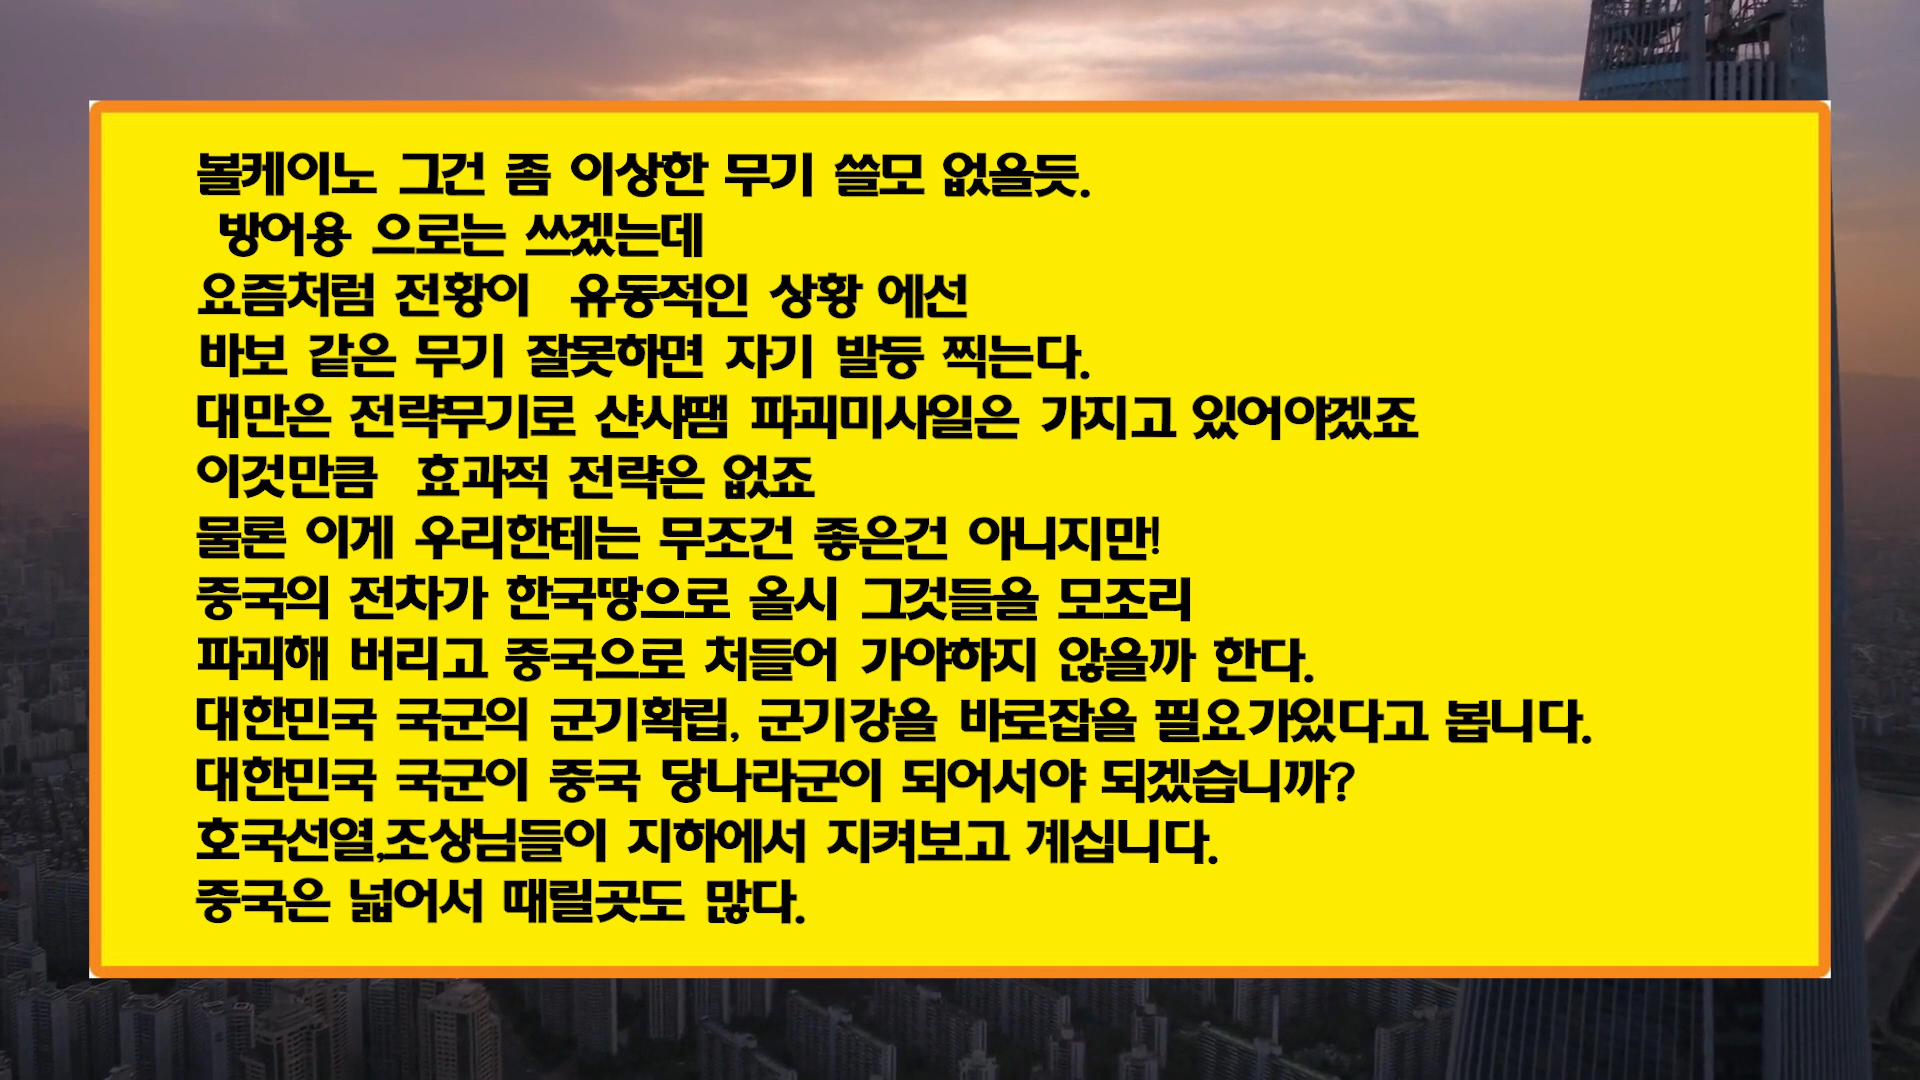 볼케이노 그건 좀 이상한 무기 쓸모 없을듯.
방어용 으로는 쓰겠는데
요즘처럼 전황이 유동적인 상황 에선
바보 같은 무기 잘못하면 자기 발등 찍는다.
대만은 전략무기로 샨샤땜 파괴미사일은 가지고 있어야겠죠
이것만큼 효과적 전략은 없죠
물론 이게 우리한테는 무조건 좋은건 아니지만!
중국의 전차가 한국땅으로 올시 그것들을 모조리
파괴해 버리고 중국으로 처들어 가야하지 않을까 한다.
대한민국 국군의 군기확립, 군기강을 바로잡을 필요가있다고 봅니다.
대한민국 국군이 중국 당나라군이 되어서야 되겠습니까?
호국선열,조상님들이 지하에서 지켜보고 계십니다.
중국은 넓어서 때릴곳도 많다.